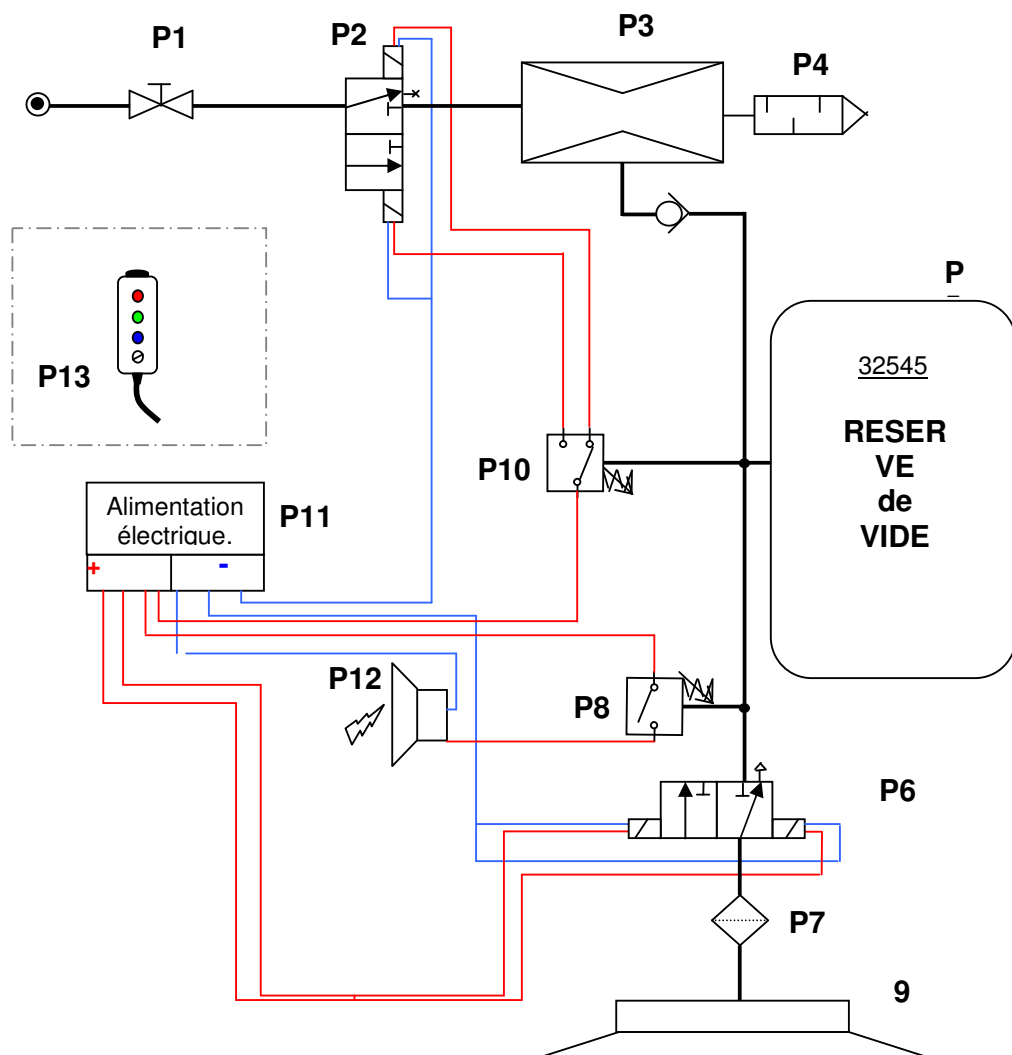 P1
P2
P3
P4
P
32545
RESER
VE
de
VIDE
P13
P10
Alimentation
électrique.
P11
+ -
P12
P8
P6
P7
9